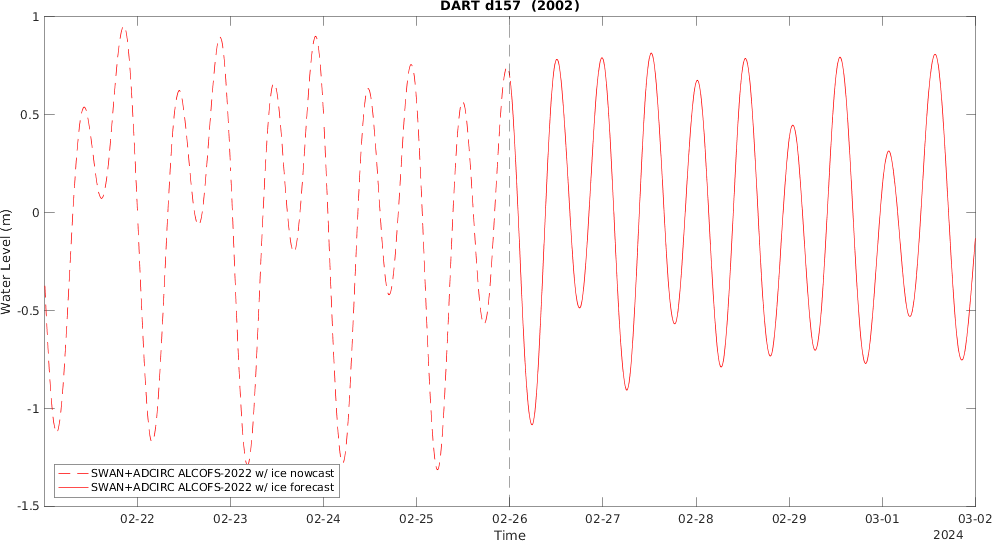 DART d157 (2002)
1
0.5
0
-0.5
-1
-1.5
Water Level (m)
SWAN+ADCIRC ALCOFS-2022 w/ ice nowcast
SWAN+ADCIRC ALCOFS-2022 w/ ice forecast
02-22 02-23 02-24 02-25 02-26 02-27 02-28 02-29 03-01 03-02
Time
2024